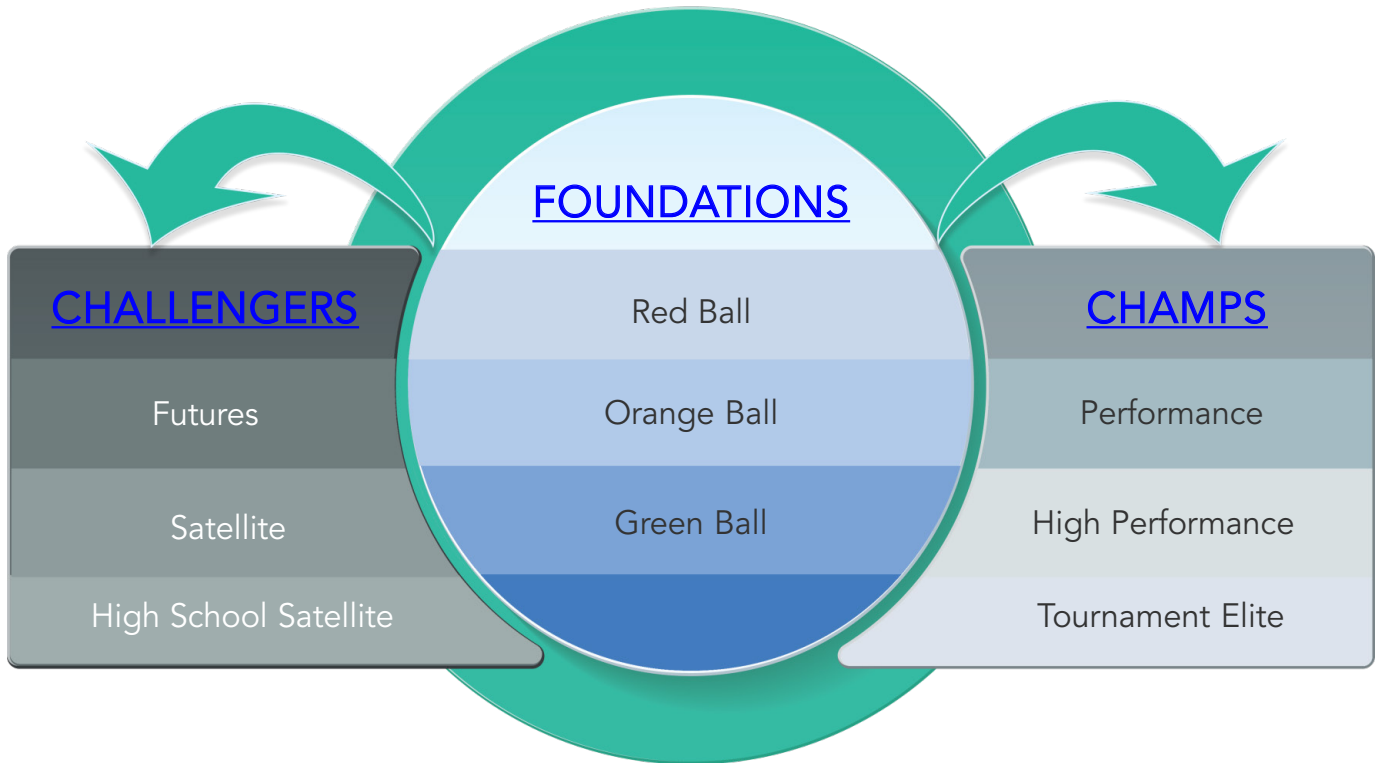 FOUNDATIONS
Red Ball
Orange Ball
Green Ball
CHALLENGERS
Futures
Satellite
High School Satellite
CHAMPS
Performance
High Performance
Tournament Elite